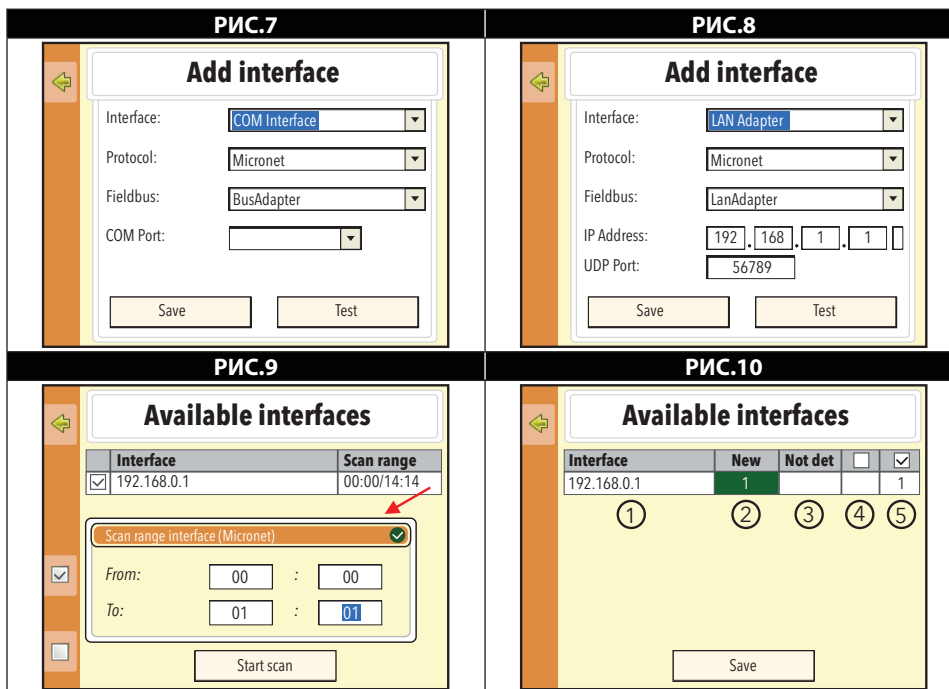 РИС.7
Add interface
Interface: COM Interface
Protocol: Micronet
Fieldbus: BusAdapter
COM Port:
Save Test
РИС.8
Add interface
Interface: LAN Adapter
Protocol: Micronet
Fieldbus: LanAdapter
IP Address: 192 . 168 . 1 . 1
UDP Port: 56789
Save Test
РИС.9
Available interfaces
Interface Scan range
192.168.0.1 00:00/14:14
Scan range interface (Micronet)
From: 00 : 00
To: 01 : 01
Start scan
РИС.10
Available interfaces
Interface New Not det
192.168.0.1 1 1
1 2 3 4 5
Save